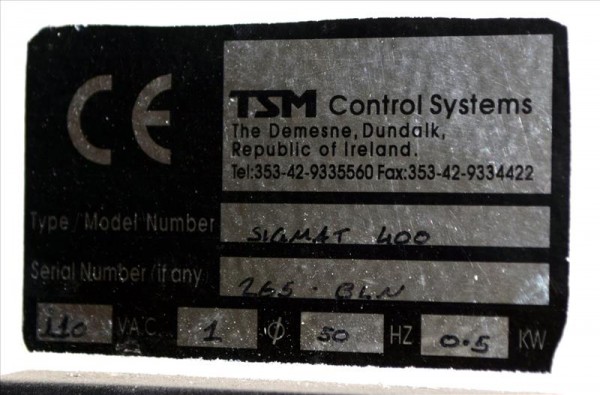 CE
TSM Control Systems
The Demesne, Dundalk,
Republic of Ireland.
Tel:353-42-9335560 Fax:353-42-9334422
Type / Model Number SIGMAT 400
Serial Number/if any 265 · BLN
110 VAC. 1 Ø 50 HZ 0.5 KW